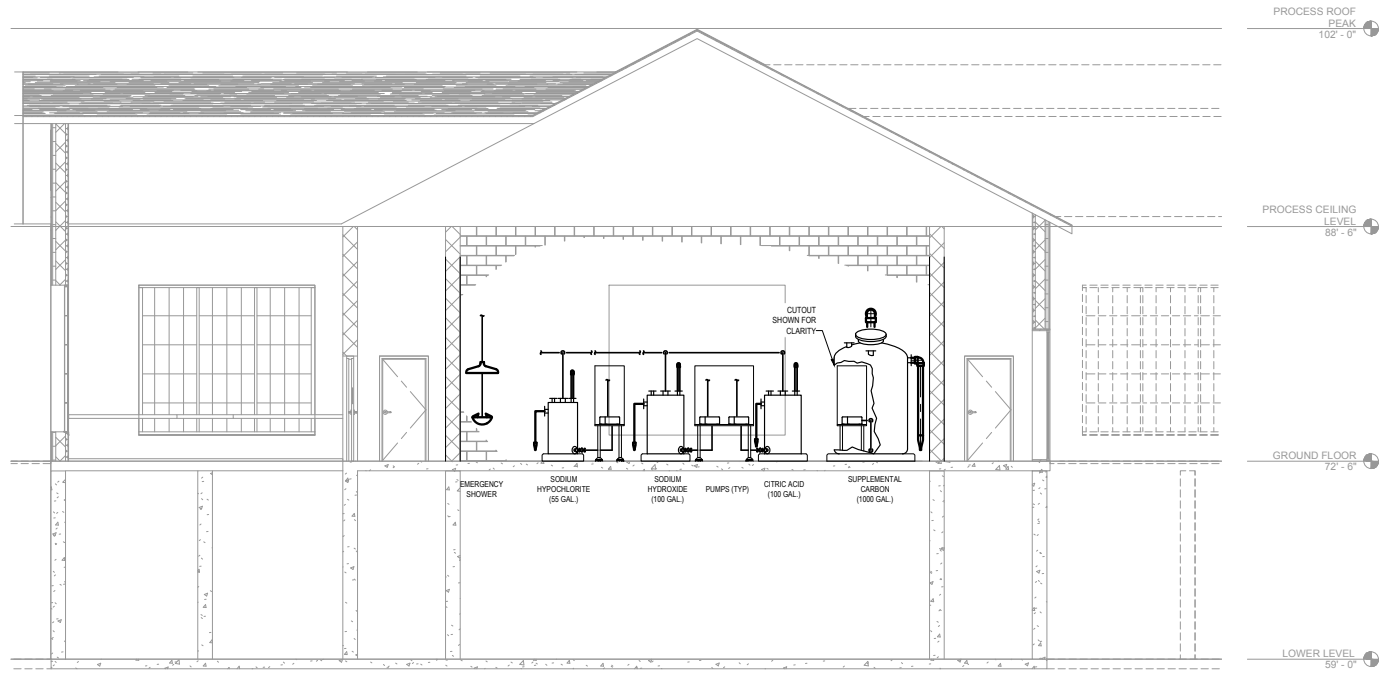 PROCESS ROOF
PEAK
102' - 0"
PROCESS CEILING
LEVEL
88' - 6"
CUTOUT
SHOWN FOR
CLARITY
GROUND FLOOR
72' - 6"
EMERGENCY
SHOWER
SODIUM
HYPOCHLORITE
(55 GAL.)
SODIUM
HYDROXIDE
(100 GAL.)
PUMPS (TYP)
CITRIC ACID
(100 GAL.)
SUPPLEMENTAL
CARBON
(1000 GAL.)
LOWER LEVEL
59' - 0"